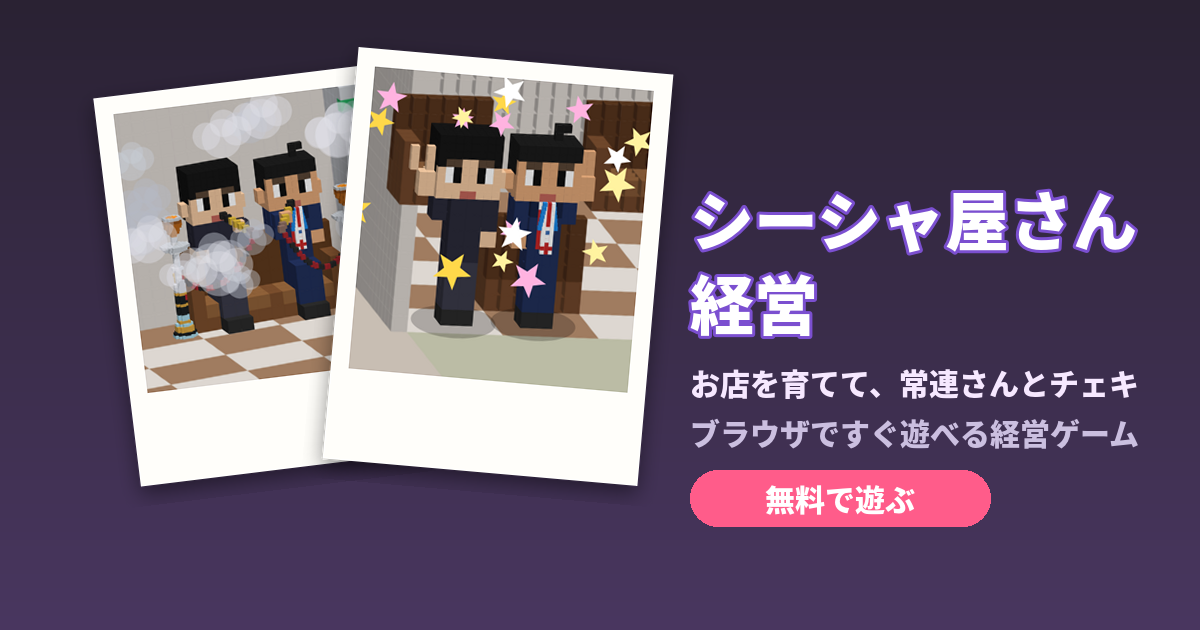 シーシャ屋さん
経営
お店を育てて、常連さんとチェキ
ブラウザですぐ遊べる経営ゲーム
無料で遊ぶ